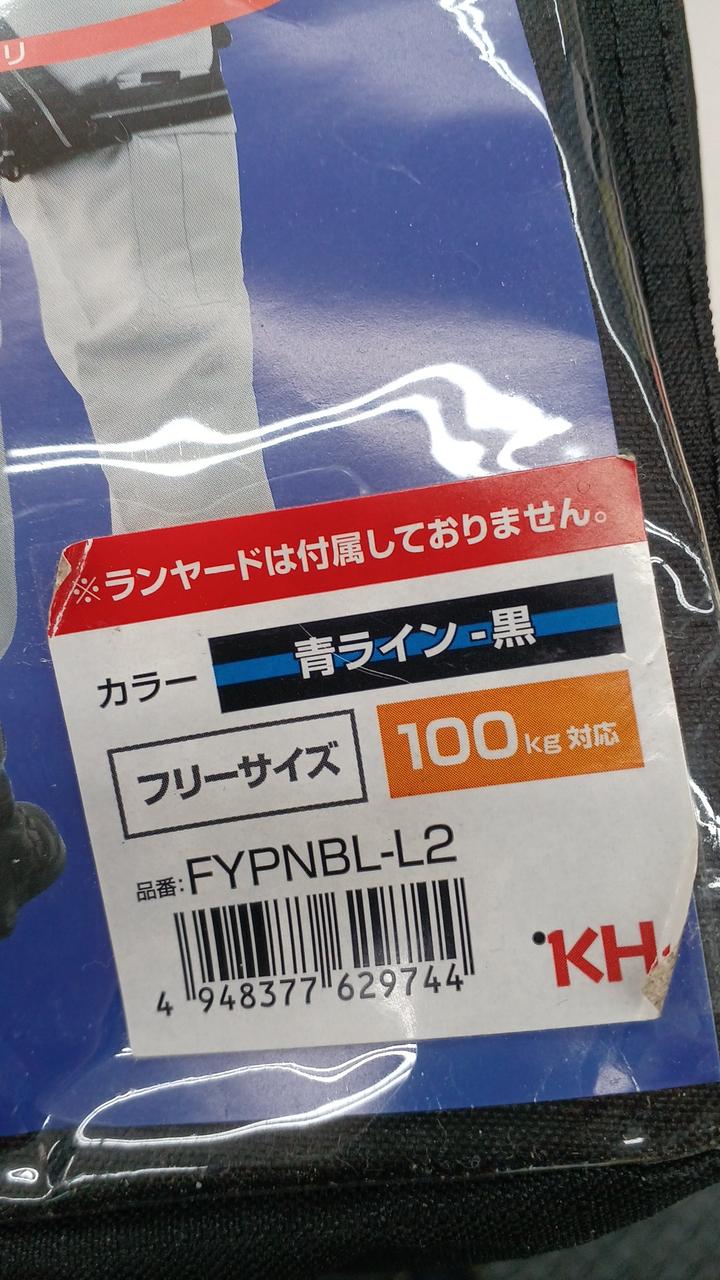 リ
※ランヤードは付属しておりません。
カラー 青ライン-黒
フリーサイズ 100kg対応
品番:FYPNBL-L2
4 948377 629744
KH